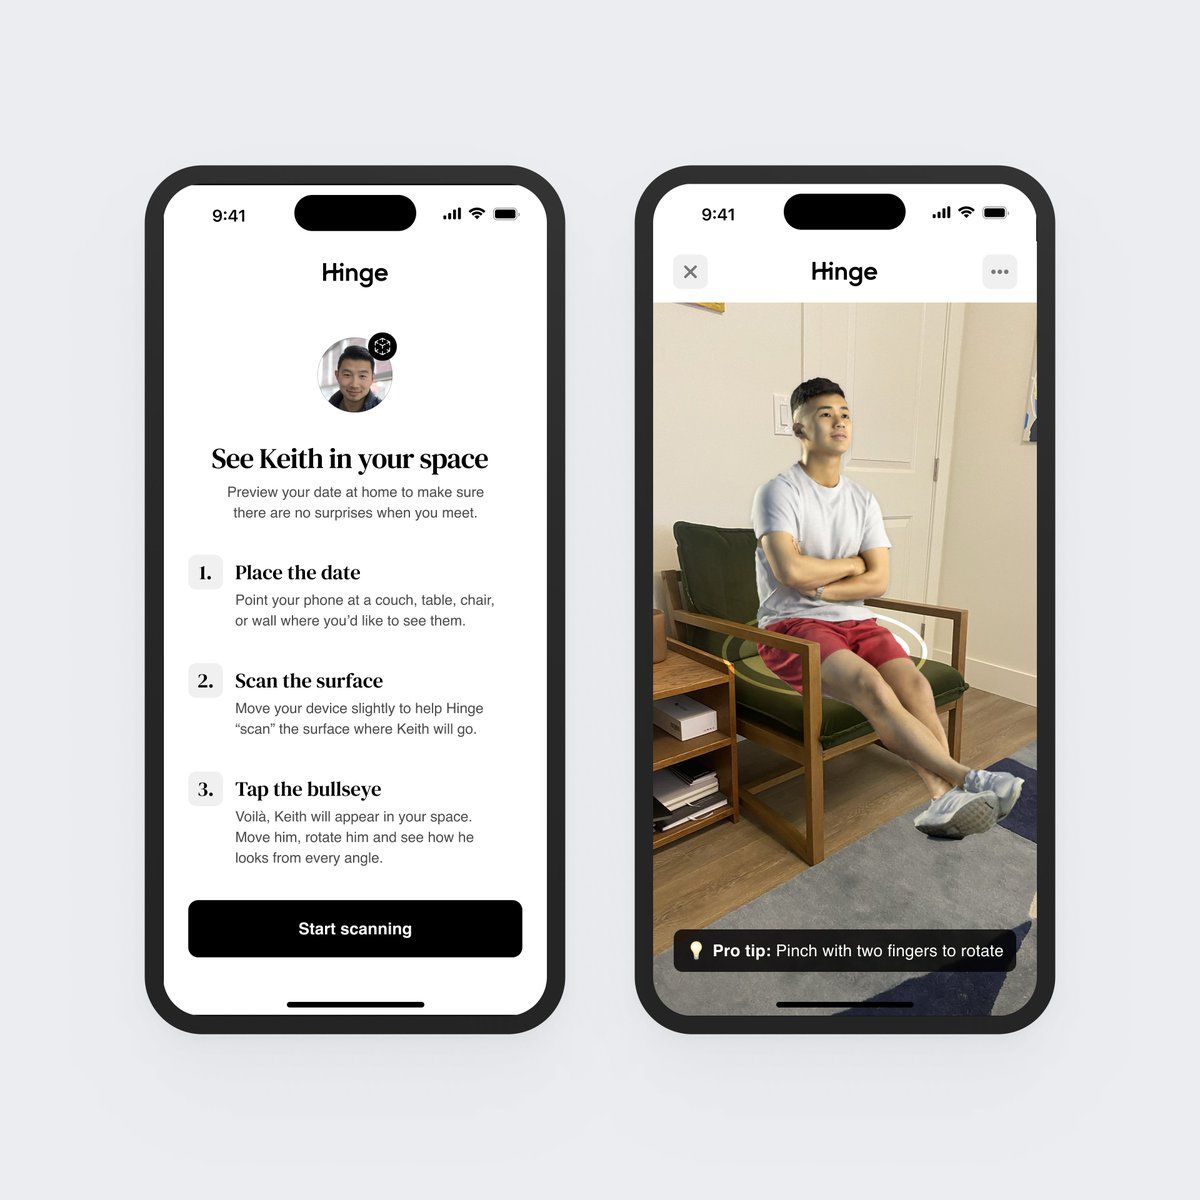 9:41
Hinge
See Keith in your space
Preview your date at home to make sure
there are no surprises when you meet.
1.
Place the date
Point your phone at a couch, table, chair,
or wall where you’d like to see them.
2.
Scan the surface
Move your device slightly to help Hinge
“scan” the surface where Keith will go.
3.
Tap the bullseye
Voilà, Keith will appear in your space.
Move him, rotate him and see how he
looks from every angle.
Start scanning
9:41
Hinge
Pro tip: Pinch with two fingers to rotate